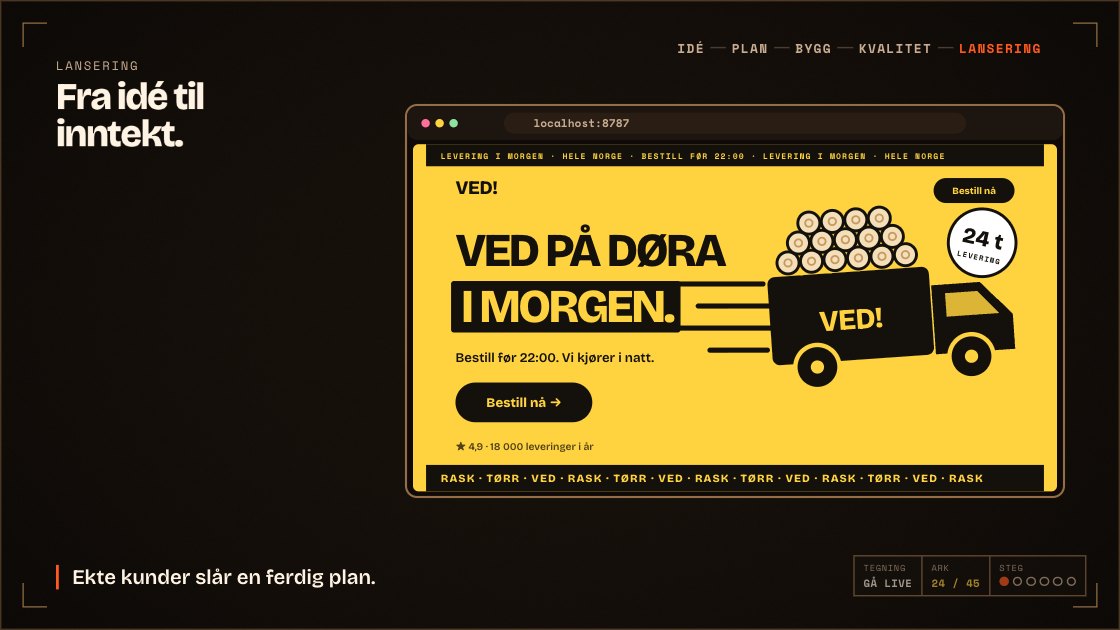 IDÉ — PLAN — BYGG — KVALITET — LANSERING
LANSERING
Fra idé til
inntekt.
localhost:8787
LEVERING I MORGEN · HELE NORGE · BESTILL FØR 22:00 · LEVERING I MORGEN · HELE NORGE
VED!
Bestill nå
24 t
LEVERING
VED PÅ DØRA
I MORGEN.
VED!
Bestill før 22:00. Vi kjører i natt.
Bestill nå →
★ 4,9 · 18 000 leveringer i år
RASK · TØRR · VED · RASK · TØRR · VED · RASK · TØRR · VED · RASK · TØRR · VED · RASK
Ekte kunder slår en ferdig plan.
TEGNING
GÅ LIVE
ARK
24 / 45
STEG